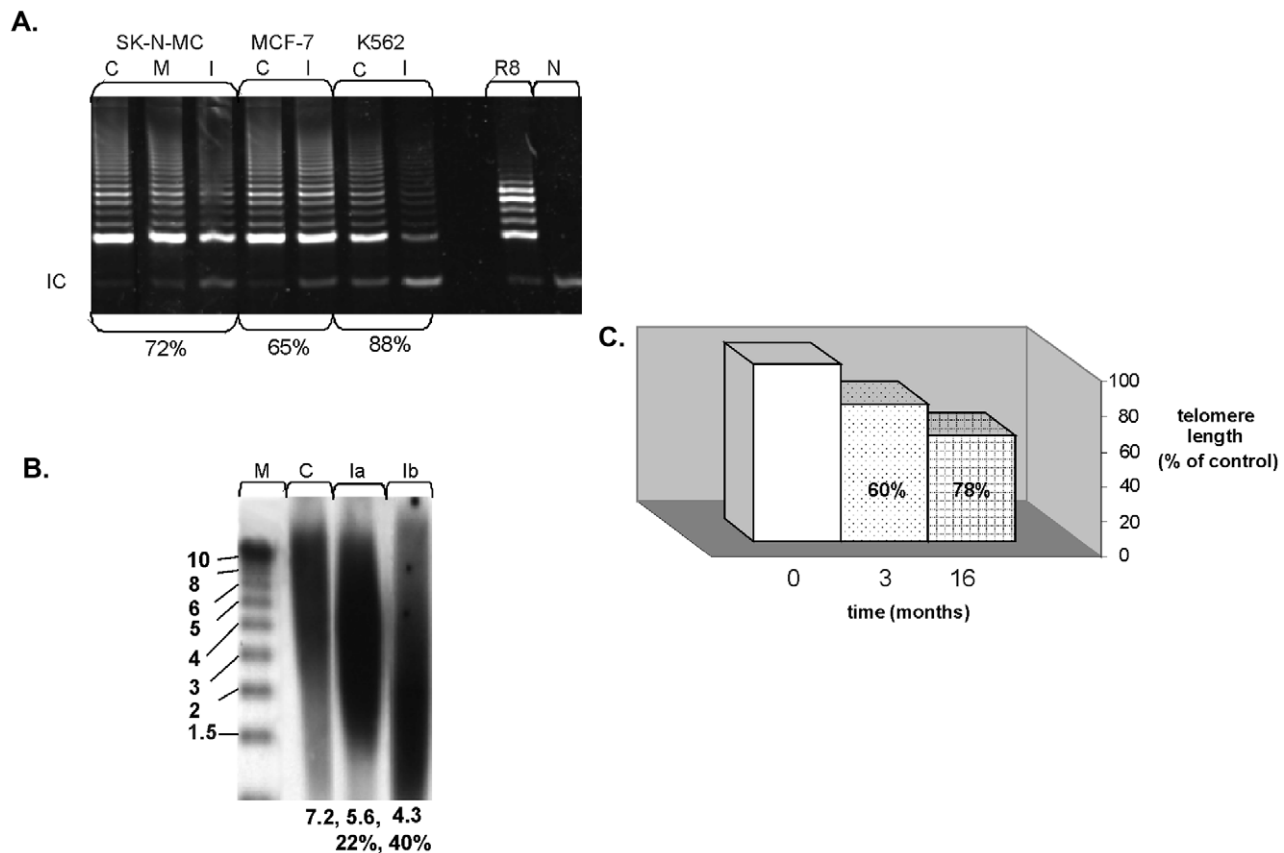 A.
SK-N-MC MCF-7 K562
C M I C I C I R8 N
IC
72% 65% 88%
B.
M C Ia Ib
10
8
6
5
4
3
2
1.5
7.2, 5.6, 4.3
22%, 40%
C.
100
80
60
40
20
0
telomere
length
(% of control)
60% 78%
0 3 16
time (months)